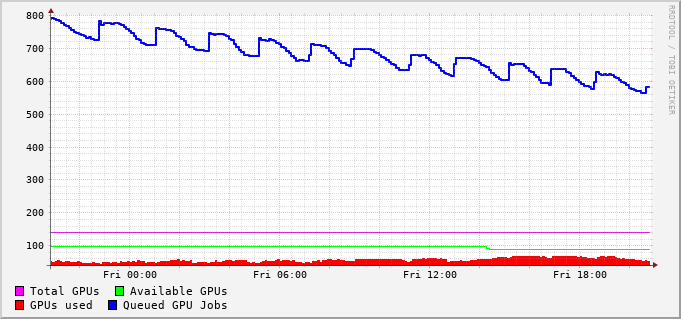 800
700
600
500
400
300
200
100
Fri 00:00 Fri 06:00 Fri 12:00 Fri 18:00
Total GPUs Available GPUs
GPUs used Queued GPU Jobs
RRDTOOL / TOBI OETIKER